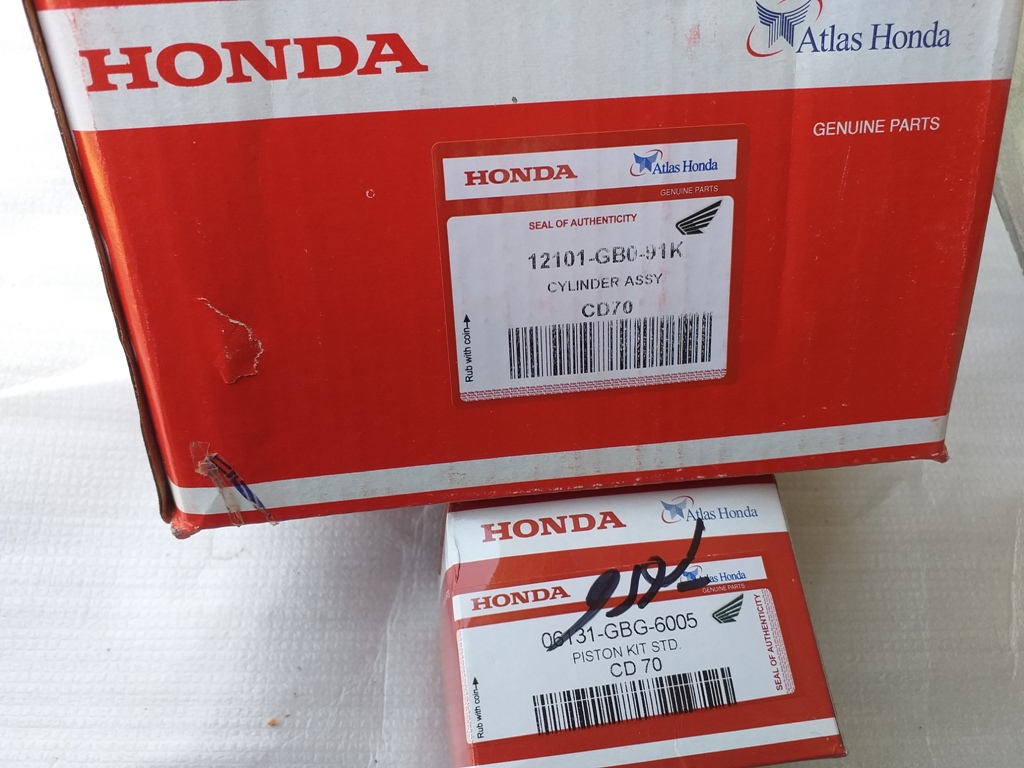 HONDA
Atlas Honda
GENUINE PARTS
HONDA
Atlas Honda
GENUINE PARTS
SEAL OF AUTHENTICITY
12101-GB0-91K
CYLINDER ASSY
CD70
Rub with coin→
HONDA
Atlas Honda
HONDA
Atlas Honda
GENUINE PARTS
06131-GBG-6005
PISTON KIT STD.
CD 70
Rub with coin→
SEAL OF AUTHENTICITY